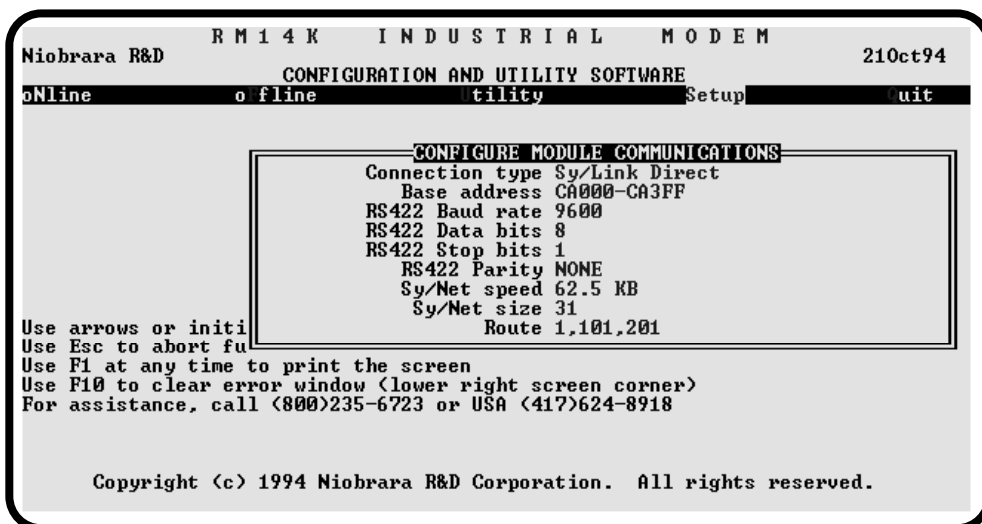 R M 1 4 K   I N D U S T R I A L   M O D E M
Niobrara R&D 21Oct94
CONFIGURATION AND UTILITY SOFTWARE
oNline oFfline Utility Setup Quit
CONFIGURE MODULE COMMUNICATIONS
Connection type Sy/Link Direct
Base address CA000-CA3FF
RS422 Baud rate 9600
RS422 Data bits 8
RS422 Stop bits 1
RS422 Parity NONE
Sy/Net speed 62.5 KB
Sy/Net size 31
Route 1,101,201
Use arrows or initi
Use Esc to abort fu
Use F1 at any time to print the screen
Use F10 to clear error window (lower right screen corner)
For assistance, call (800)235-6723 or USA (417)624-8918
Copyright (c) 1994 Niobrara R&D Corporation. All rights reserved.